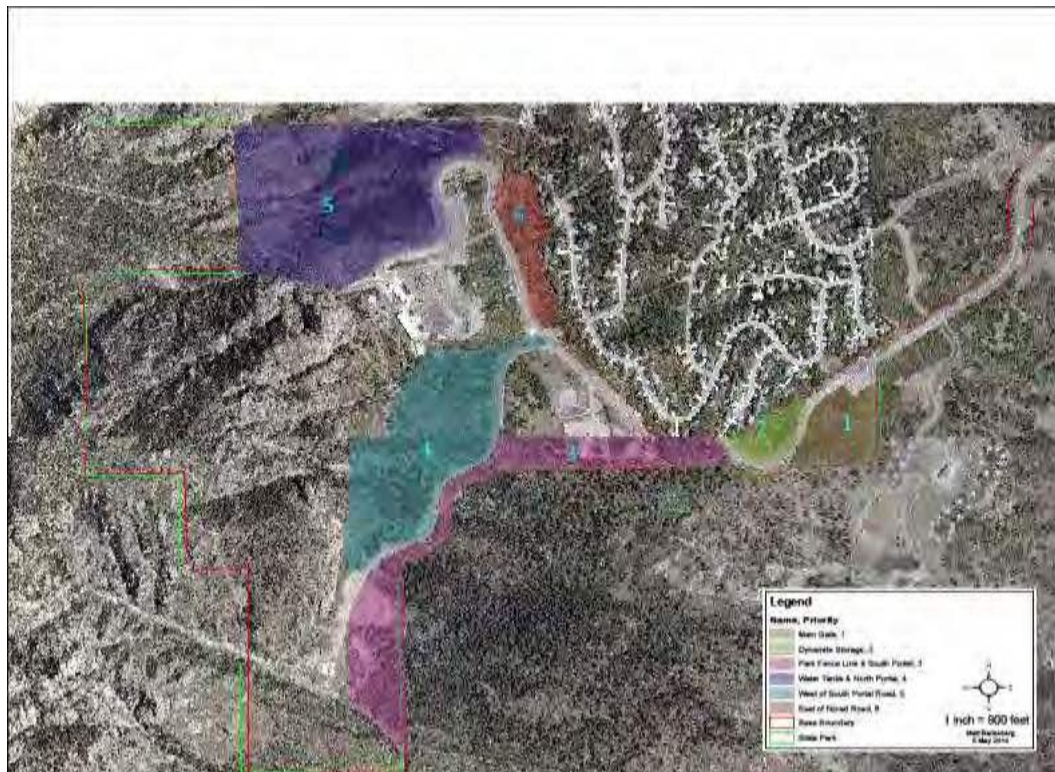 5
6
4
3
2
1
Legend
Name, Priority
Main Gate, 1
Dynamite Storage, 2
Park Fence Line & South Portal, 3
Water Tanks & North Portal, 4
West of South Portal Road, 5
East of Norad Road, 6
Base Boundary
State Park
N
S
1 inch = 800 feet